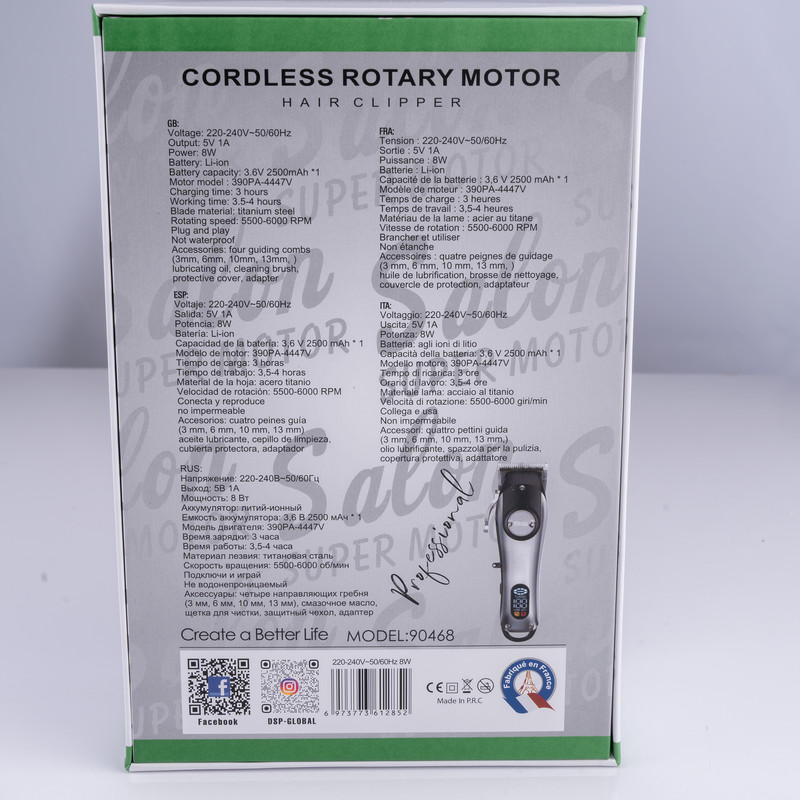 CORDLESS ROTARY MOTOR
HAIR CLIPPER
GB:
Voltage: 220-240V~50/60Hz
Output: 5V 1A
Power: 8W
Battery: Li-ion
Battery capacity: 3.6V 2500mAh *1
Motor model : 390PA-4447V
Charging time: 3 hours
Working time: 3.5-4 hours
Blade material: titanium steel
Rotating speed: 5500-6000 RPM
Plug and play
Not waterproof
Accessories: four guiding combs
(3mm, 6mm, 10mm, 13mm, )
lubricating oil, cleaning brush,
protective cover, adapter
FRA:
Tension : 220-240V~50/60Hz
Sortie : 5V 1A
Puissance : 8W
Batterie : Li-ion
Capacité de la batterie : 3,6 V 2500 mAh * 1
Modèle de moteur : 390PA-4447V
Temps de charge : 3 heures
Temps de travail : 3,5-4 heures
Matériau de la lame : acier au titane
Vitesse de rotation : 5500-6000 RPM
Brancher et utiliser
Non étanche
Accessoires : quatre peignes de guidage
(3 mm, 6 mm, 10 mm, 13 mm, )
huile de lubrification, brosse de nettoyage,
couvercle de protection, adaptateur
ESP:
Voltaje: 220-240V~50/60Hz
Salida: 5V 1A
Potencia: 8W
Batería: Li-ion
Capacidad de la batería: 3,6 V 2500 mAh * 1
Modelo de motor: 390PA-4447V
Tiempo de carga: 3 horas
Tiempo de trabajo: 3,5-4 horas
Material de la hoja: acero titanio
Velocidad de rotación: 5500-6000 RPM
Conecta y reproduce
no impermeable
Accesorios: cuatro peines guía
(3 mm, 6 mm, 10 mm, 13 mm)
aceite lubricante, cepillo de limpieza,
cubierta protectora, adaptador
ITA:
Voltaggio: 220-240V~50/60Hz
Uscita: 5V 1A
Potenza: 8W
Batteria: agli ioni di litio
Capacità della batteria: 3,6 V 2500 mAh * 1
Modello motore: 390PA-4447V
Tempo di ricarica: 3 ore
Orario di lavoro: 3,5-4 ore
Materiale lama: acciaio al titanio
Velocità di rotazione: 5500-6000 giri/min
Collega e usa
Non impermeabile
Accessori: quattro pettini guida
(3 mm, 6 mm, 10 mm, 13 mm,)
olio lubrificante, spazzola per la pulizia,
copertura protettiva, adattatore
RUS:
Напряжение: 220-240В~50/60Гц
Выход: 5В 1А
Мощность: 8 Вт
Аккумулятор: литий-ионный
Емкость аккумулятора: 3,6 В 2500 мАч * 1
Модель двигателя: 390PA-4447V
Время зарядки: 3 часа
Время работы: 3,5-4 часа
Материал лезвия: титановая сталь
Скорость вращения: 5500-6000 об/мин
Подключи и играй
Не водонепроницаемый
Аксессуары: четыре направляющих гребня
(3 мм, 6 мм, 10 мм, 13 мм), смазочное масло,
щетка для чистки, защитный чехол, адаптер
Professional
Salon
SUPER MOTOR
Create a Better Life MODEL:90468
Facebook
DSP-GLOBAL
220-240V~50/60Hz 8W
6 973773 612852
CE
Made In P.R.C
Fabriqué en France